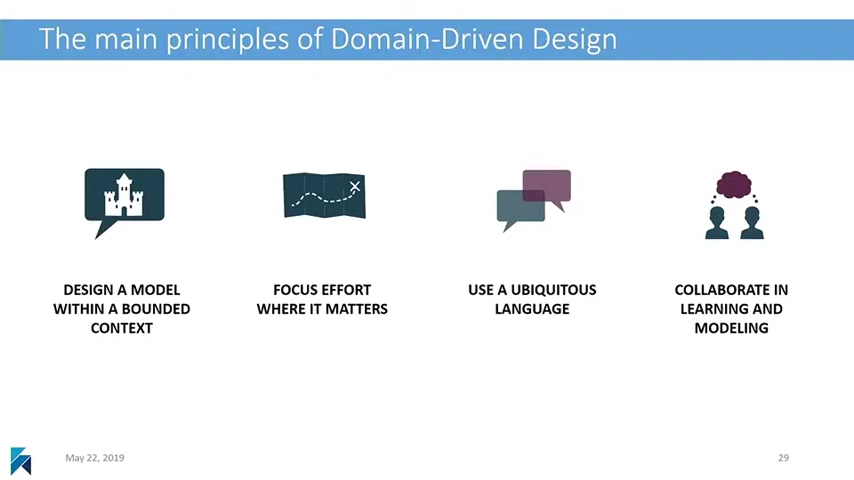 The main principles of Domain-Driven Design
DESIGN A MODEL
WITHIN A BOUNDED
CONTEXT
FOCUS EFFORT
WHERE IT MATTERS
USE A UBIQUITOUS
LANGUAGE
COLLABORATE IN
LEARNING AND
MODELING
May 22, 2019
29